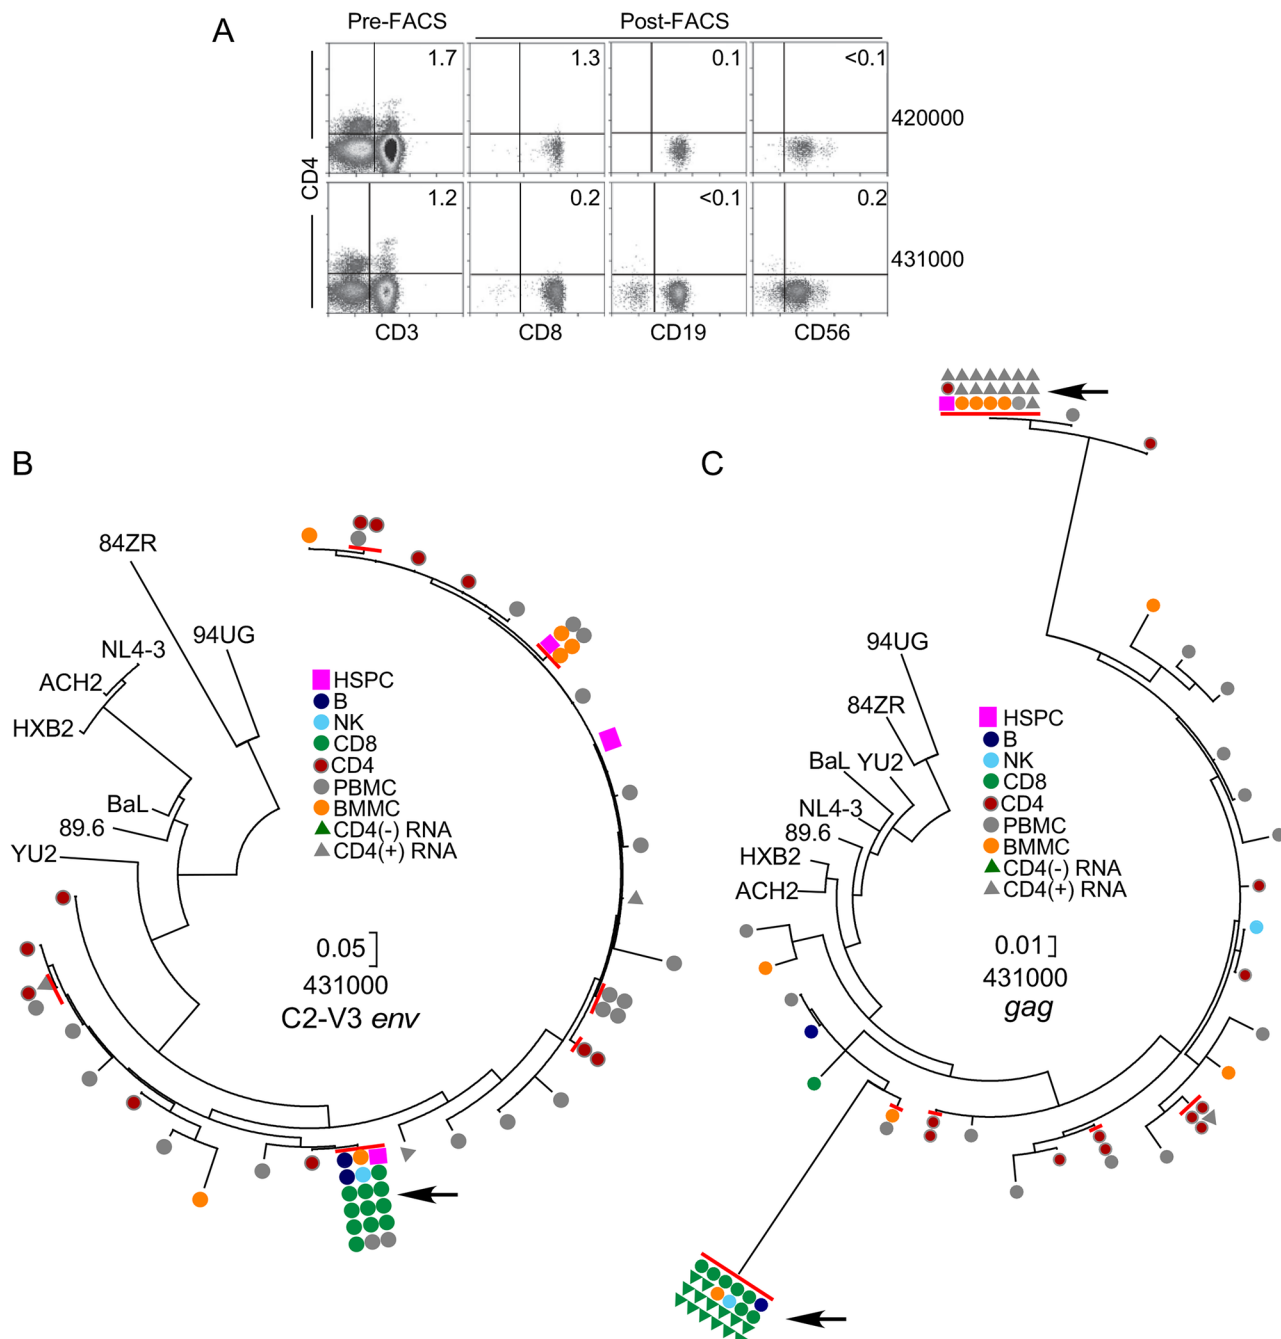 A
Pre-FACS
Post-FACS
1.7
1.3
0.1
<0.1
420000
CD4
1.2
0.2
<0.1
0.2
431000
CD3
CD8
CD19
CD56
B
84ZR
94UG
NL4-3
ACH2
HXB2
BaL
89.6
YU2
HSPC
B
NK
CD8
CD4
PBMC
BMMC
CD4(-) RNA
CD4(+) RNA
0.05
431000
C2-V3 env
C
94UG
84ZR
BaL
YU2
NL4-3
89.6
HXB2
ACH2
HSPC
B
NK
CD8
CD4
PBMC
BMMC
CD4(-) RNA
CD4(+) RNA
0.01
431000
gag